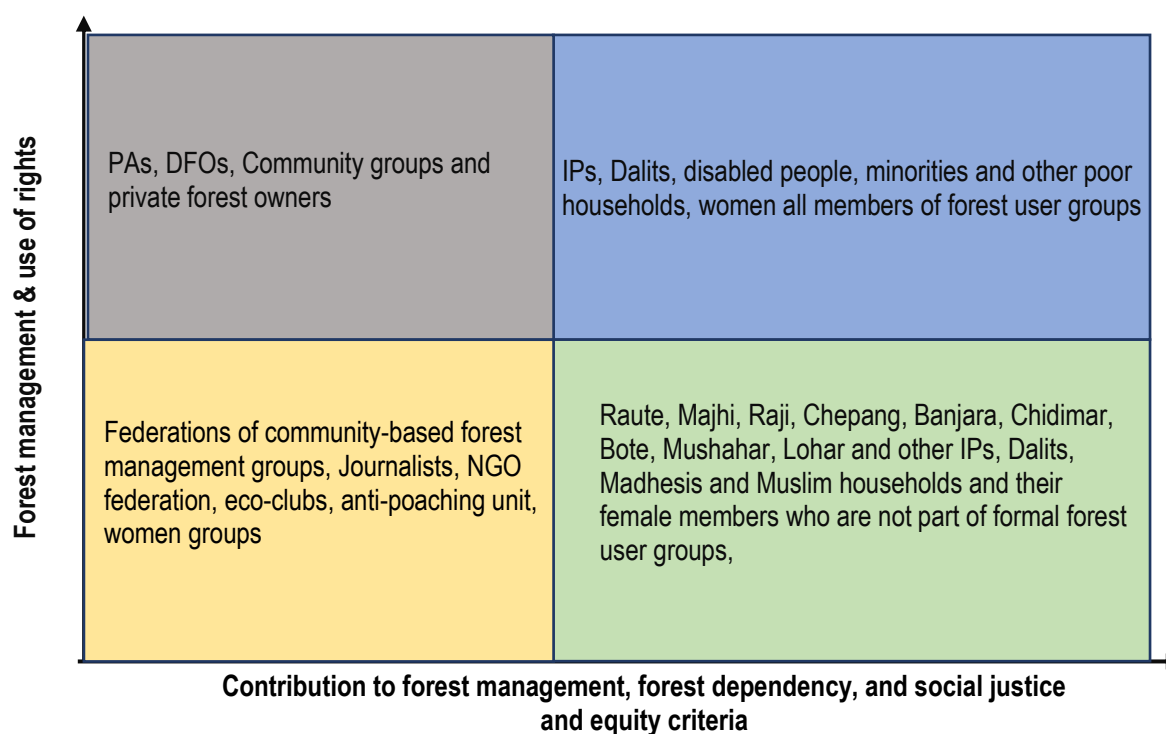 Forest management & use of rights
PAs, DFOs, Community groups and
private forest owners
IPs, Dalits, disabled people, minorities and other poor
households, women all members of forest user groups
Federations of community-based forest
management groups, Journalists, NGO
federation, eco-clubs, anti-poaching unit,
women groups
Raute, Majhi, Raji, Chepang, Banjara, Chidimar,
Bote, Mushahar, Lohar and other IPs, Dalits,
Madhesis and Muslim households and their
female members who are not part of formal forest
user groups,
Contribution to forest management, forest dependency, and social justice
and equity criteria